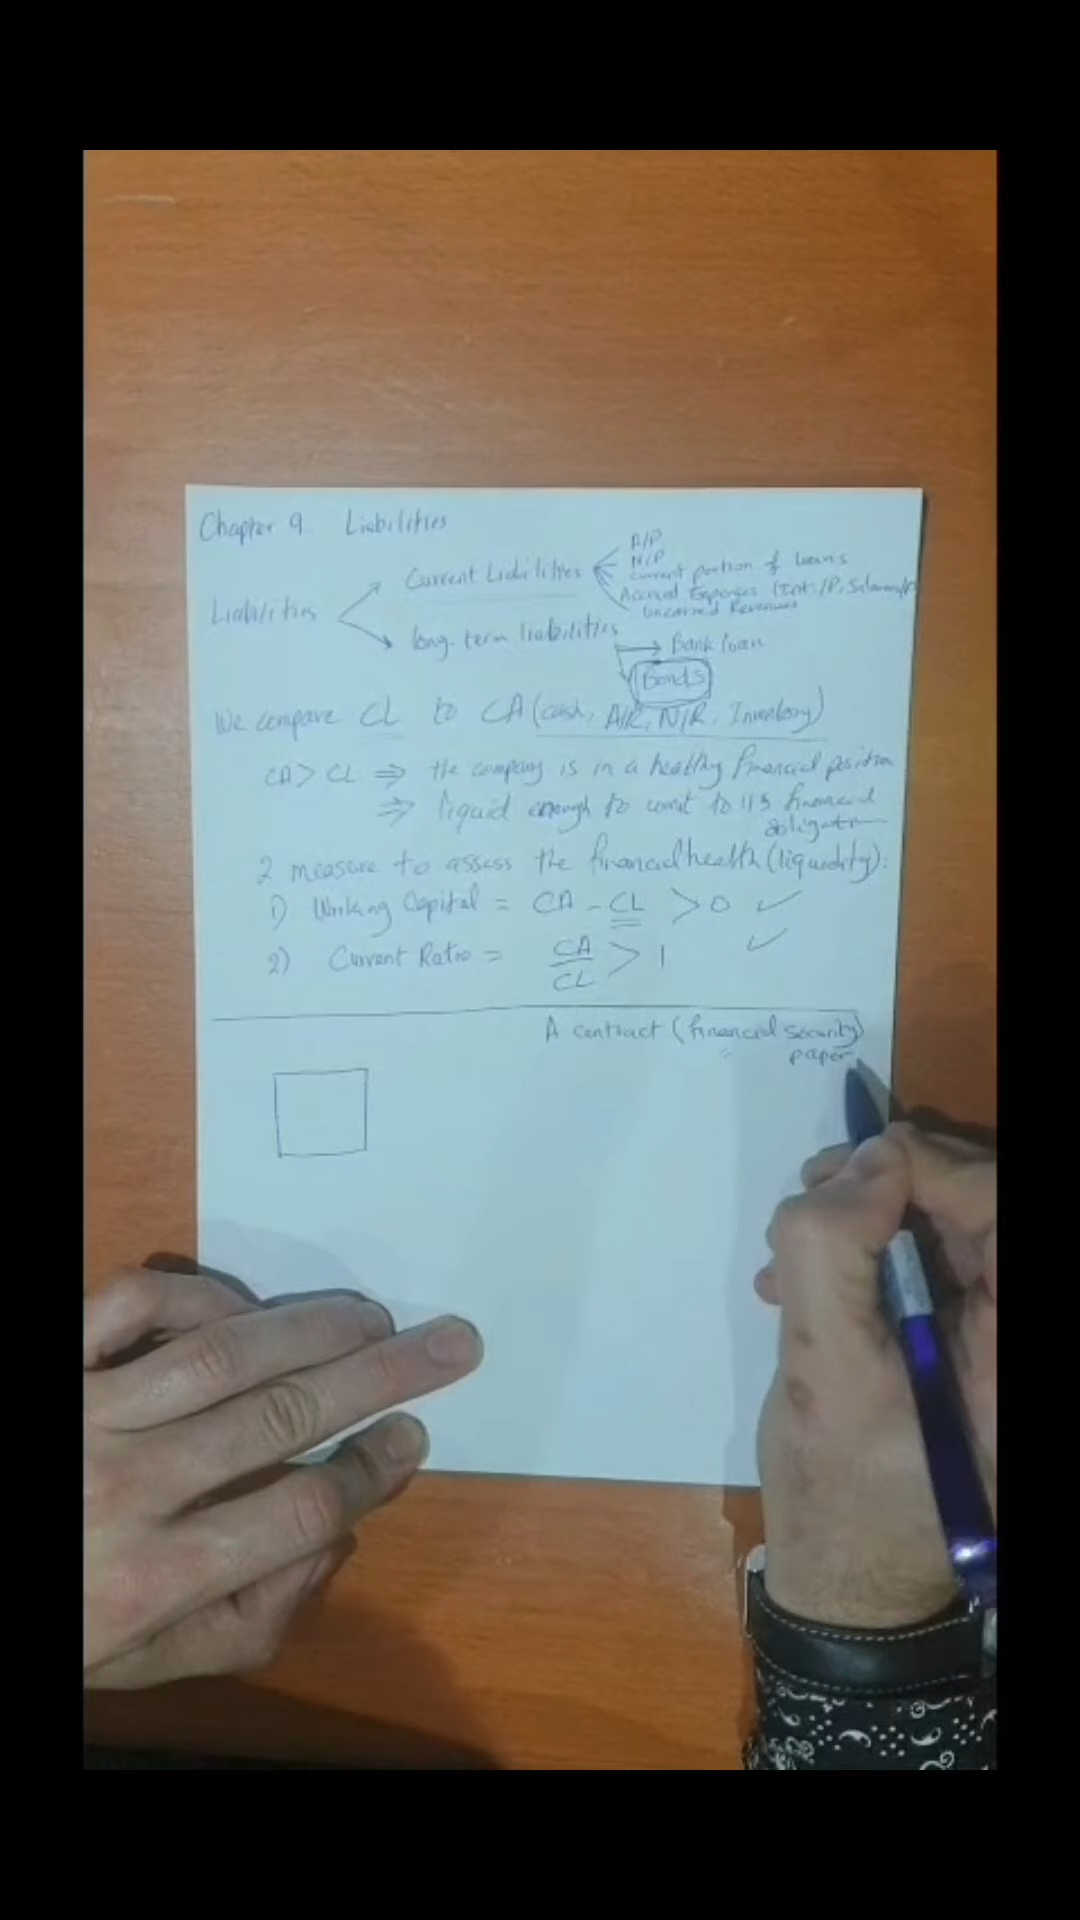 Chapter 9. Liabilities
A/P
N/P
current portion of loans
Current Liabilities
Accrued Expenses (Int./P, Salaries/P)
Unearned Revenues
Liabilities
long-term liabilities
Bank loan
Bonds
We compare CL to CA (cash, A/R, N/R, Inventory)
CA > CL ⇒ the company is in a healthy financial position
⇒ liquid enough to comit to its financial
obligation
2 measure to assess the financial health (liquidity):
1) Working Capital = CA - CL > 0 ✓
2) Current Ratio = CA/CL > 1 ✓
A contract (financial security)
paper